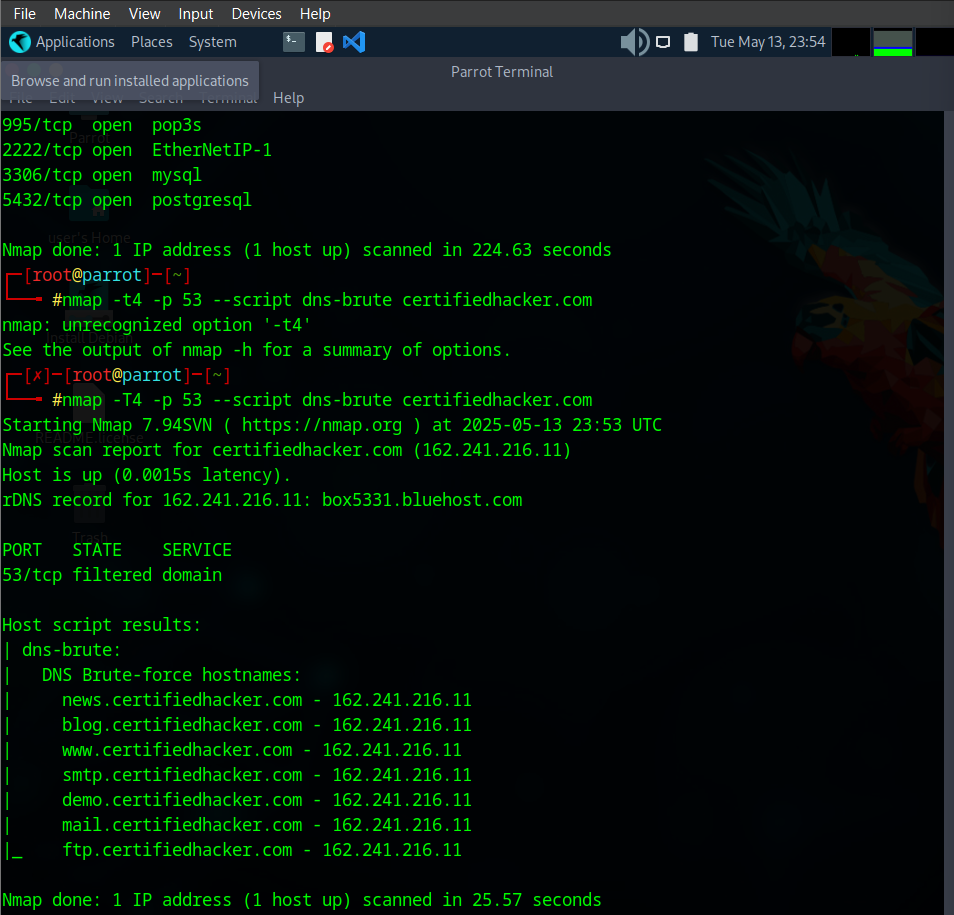 File Machine View Input Devices Help
Applications Places System Tue May 13, 23:54
Parrot Terminal
Browse and run installed applications
File Edit View Search Terminal Help
995/tcp open pop3s
2222/tcp open EtherNetIP-1
3306/tcp open mysql
5432/tcp open postgresql
user's Home
Nmap done: 1 IP address (1 host up) scanned in 224.63 seconds
┌─[root@parrot]─[~]
└──╼ #nmap -t4 -p 53 --script dns-brute certifiedhacker.com
nmap: unrecognized option '-t4'
See the output of nmap -h for a summary of options.
┌─[✗]─[root@parrot]─[~]
└──╼ #nmap -T4 -p 53 --script dns-brute certifiedhacker.com
Starting Nmap 7.94SVN ( https://nmap.org ) at 2025-05-13 23:53 UTC
README.license
Nmap scan report for certifiedhacker.com (162.241.216.11)
Host is up (0.0015s latency).
rDNS record for 162.241.216.11: box5331.bluehost.com
Trash
PORT STATE SERVICE
53/tcp filtered domain
Host script results:
| dns-brute:
| DNS Brute-force hostnames:
| news.certifiedhacker.com - 162.241.216.11
| blog.certifiedhacker.com - 162.241.216.11
| www.certifiedhacker.com - 162.241.216.11
| smtp.certifiedhacker.com - 162.241.216.11
| demo.certifiedhacker.com - 162.241.216.11
| mail.certifiedhacker.com - 162.241.216.11
|_ ftp.certifiedhacker.com - 162.241.216.11
Nmap done: 1 IP address (1 host up) scanned in 25.57 seconds